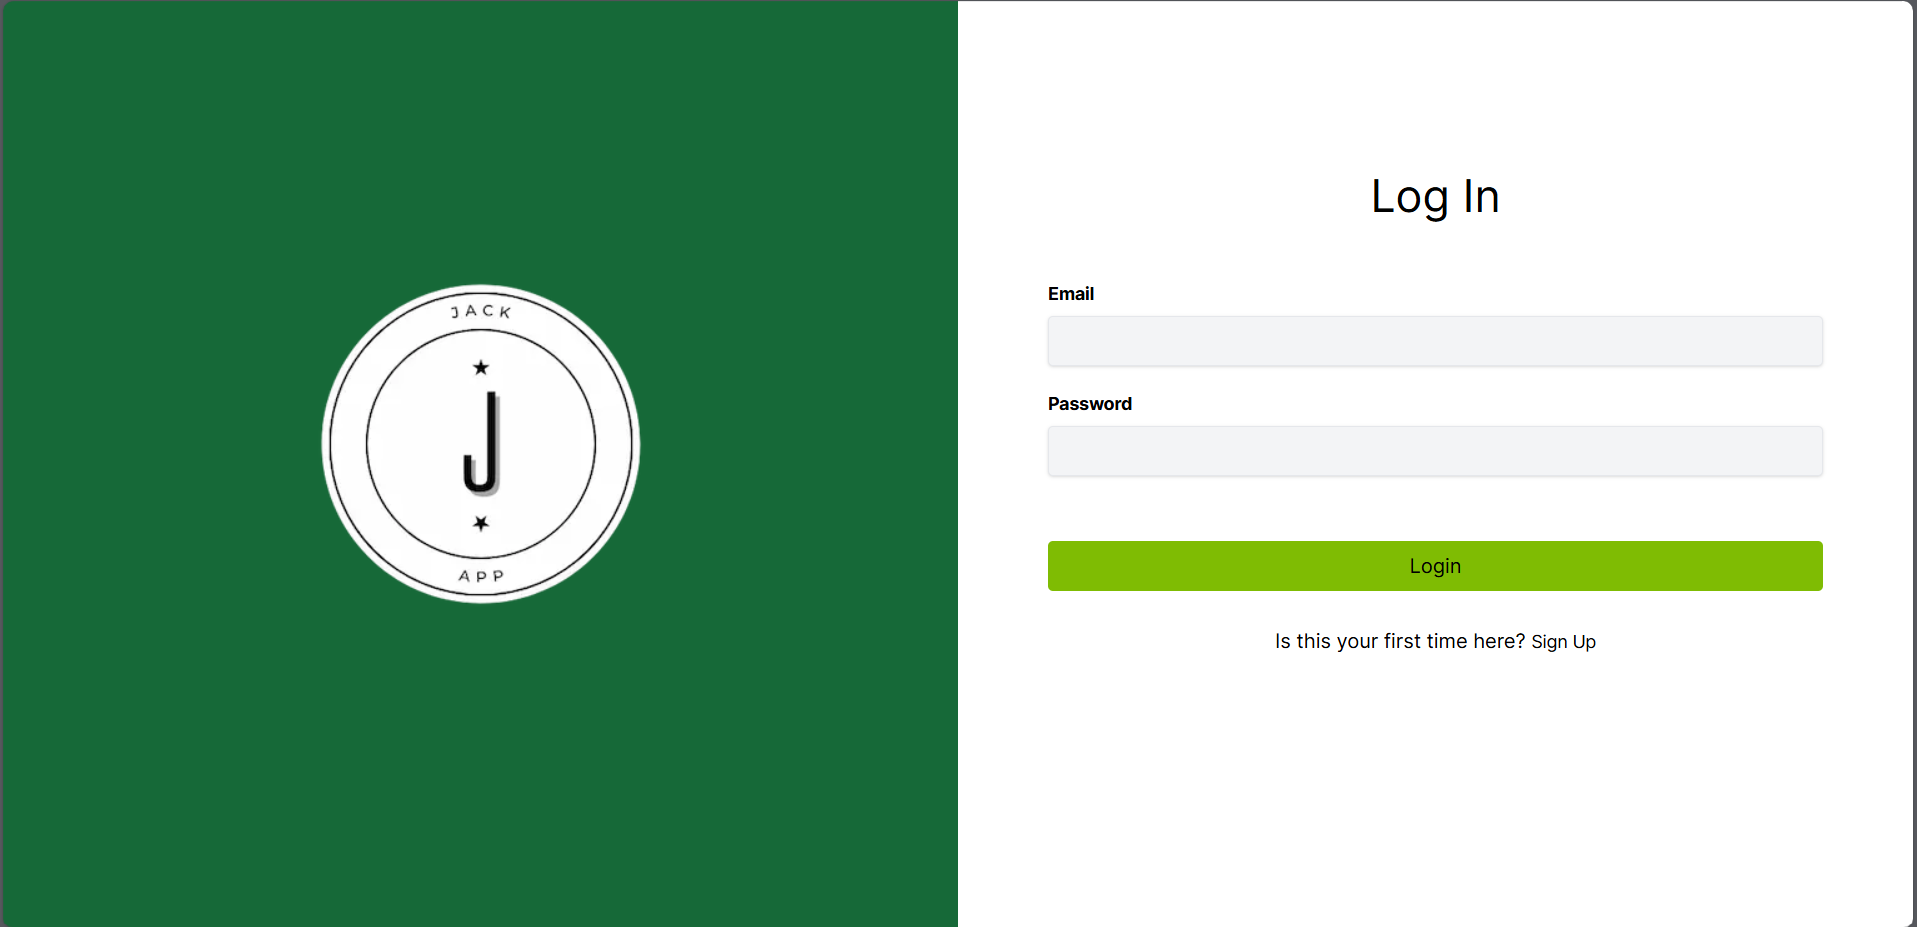 JACK
J
APP
Log In
Email
Password
Login
Is this your first time here? Sign Up